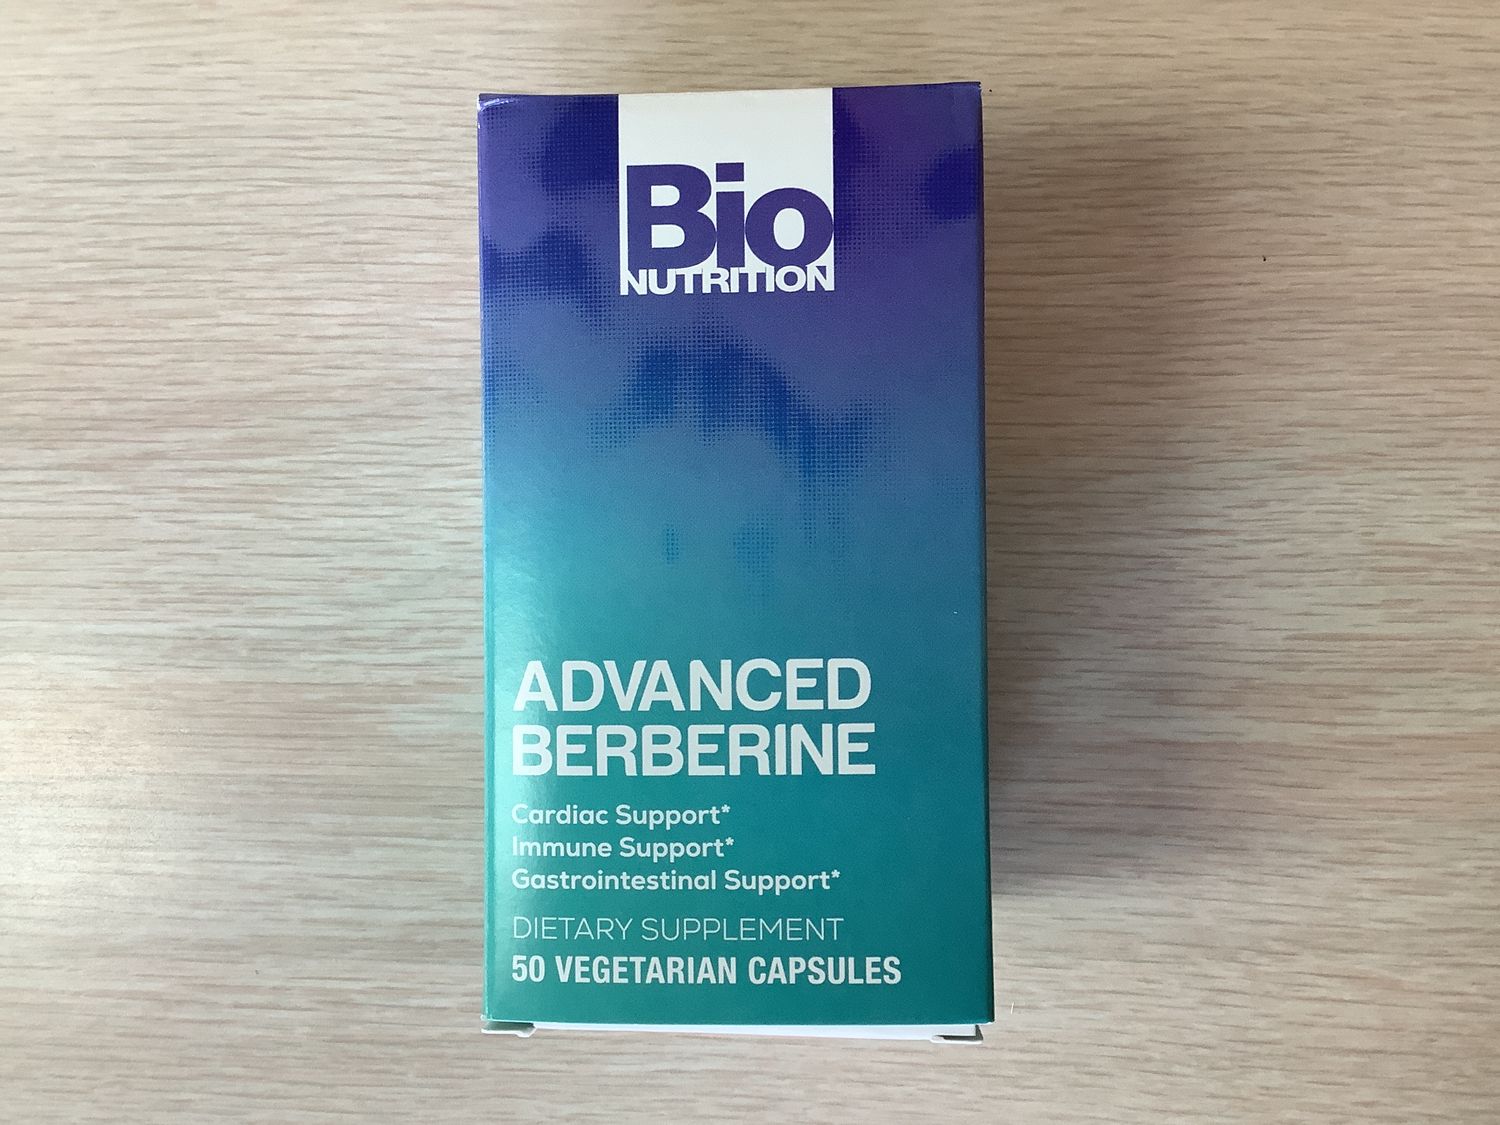 Bio
NUTRITION
ADVANCED
BERBERINE
Cardiac Support*
Immune Support*
Gastrointestinal Support*
DIETARY SUPPLEMENT
50 VEGETARIAN CAPSULES